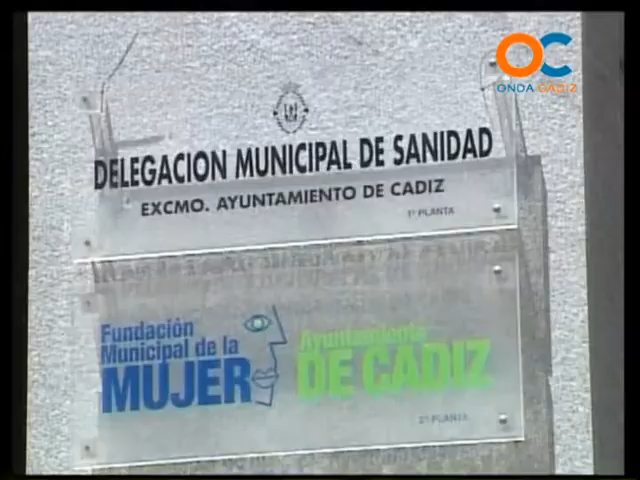 OC
ONDA CADIZ
DELEGACION MUNICIPAL DE SANIDAD
EXCMO. AYUNTAMIENTO DE CADIZ
1ª PLANTA
Fundación
Municipal de la
MUJER
Ayuntamiento
DE CADIZ
2ª PLANTA